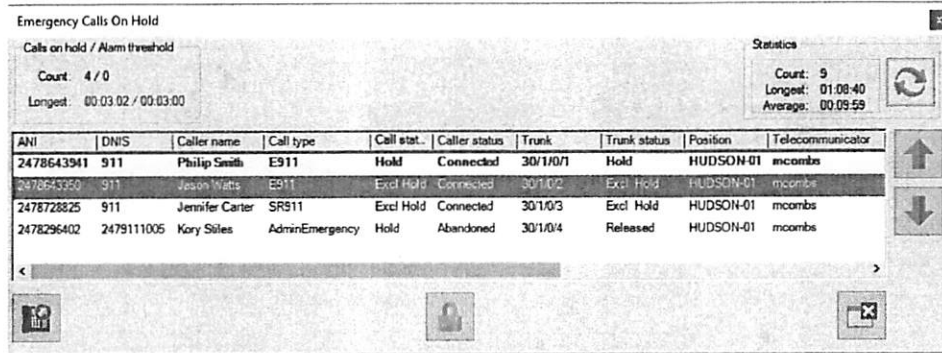 Emergency Calls On Hold
Calls on hold / Alarm threshold
Count: 4 / 0
Longest: 00:03:02 / 00:03:00
Statistics
Count: 9
Longest: 01:08:40
Average: 00:09:59
ANI DNIS Caller name Call type Call stat.. Caller status Trunk Trunk status Position Telecommunicator
2478643941 911 Philip Smith E911 Hold Connected 30/1/0/1 Hold HUDSON-01 mcombs
2478643350 911 Jason Watts E911 Excl Hold Connected 30/1/0/2 Excl Hold HUDSON-01 mcombs
2478728825 911 Jennifer Carter SR911 Excl Hold Connected 30/1/0/3 Excl Hold HUDSON-01 mcombs
2478296402 2479111005 Kory Stiles AdminEmergency Hold Abandoned 30/1/0/4 Released HUDSON-01 mcombs